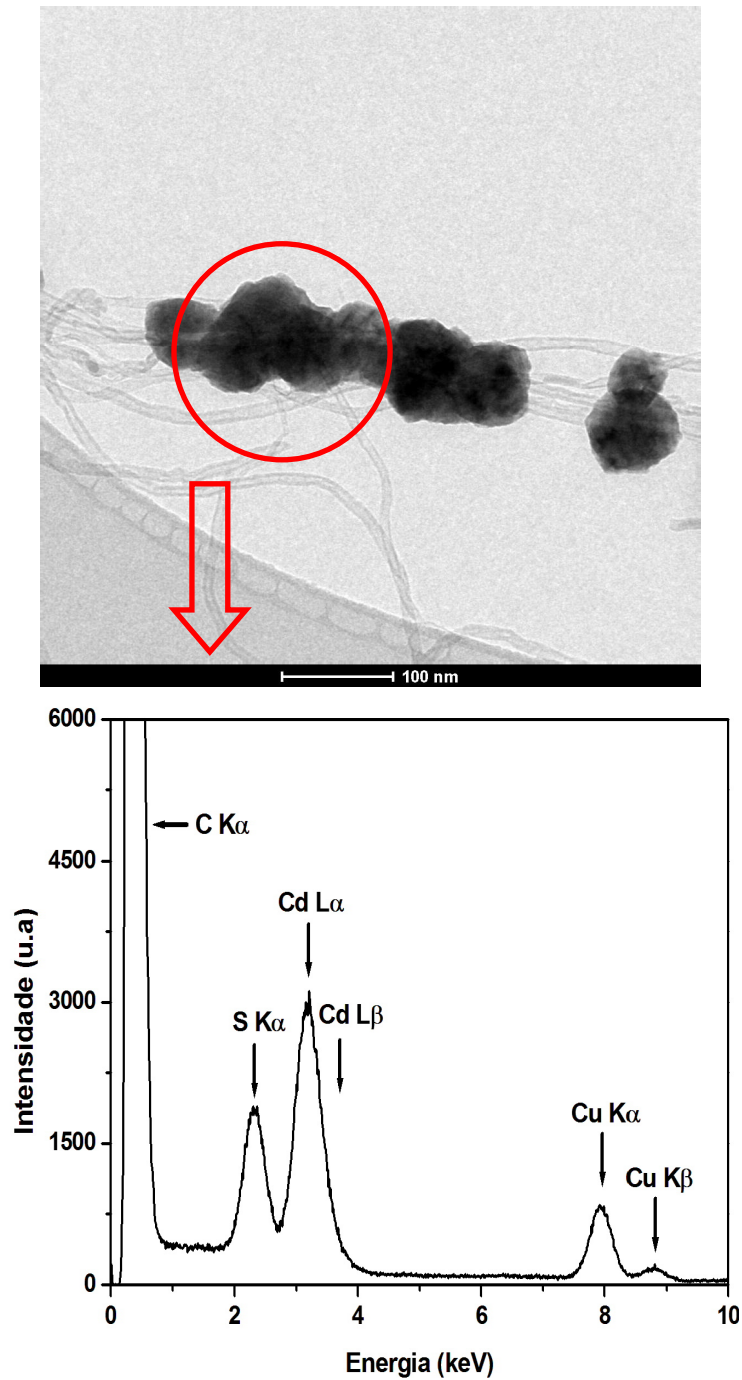 100 nm
6000
C Kα
4500
Cd Lα
3000
S Kα
Cd Lβ
1500
Cu Kα
Cu Kβ
0
0 2 4 6 8 10
Intensidade (u.a)
Energia (keV)